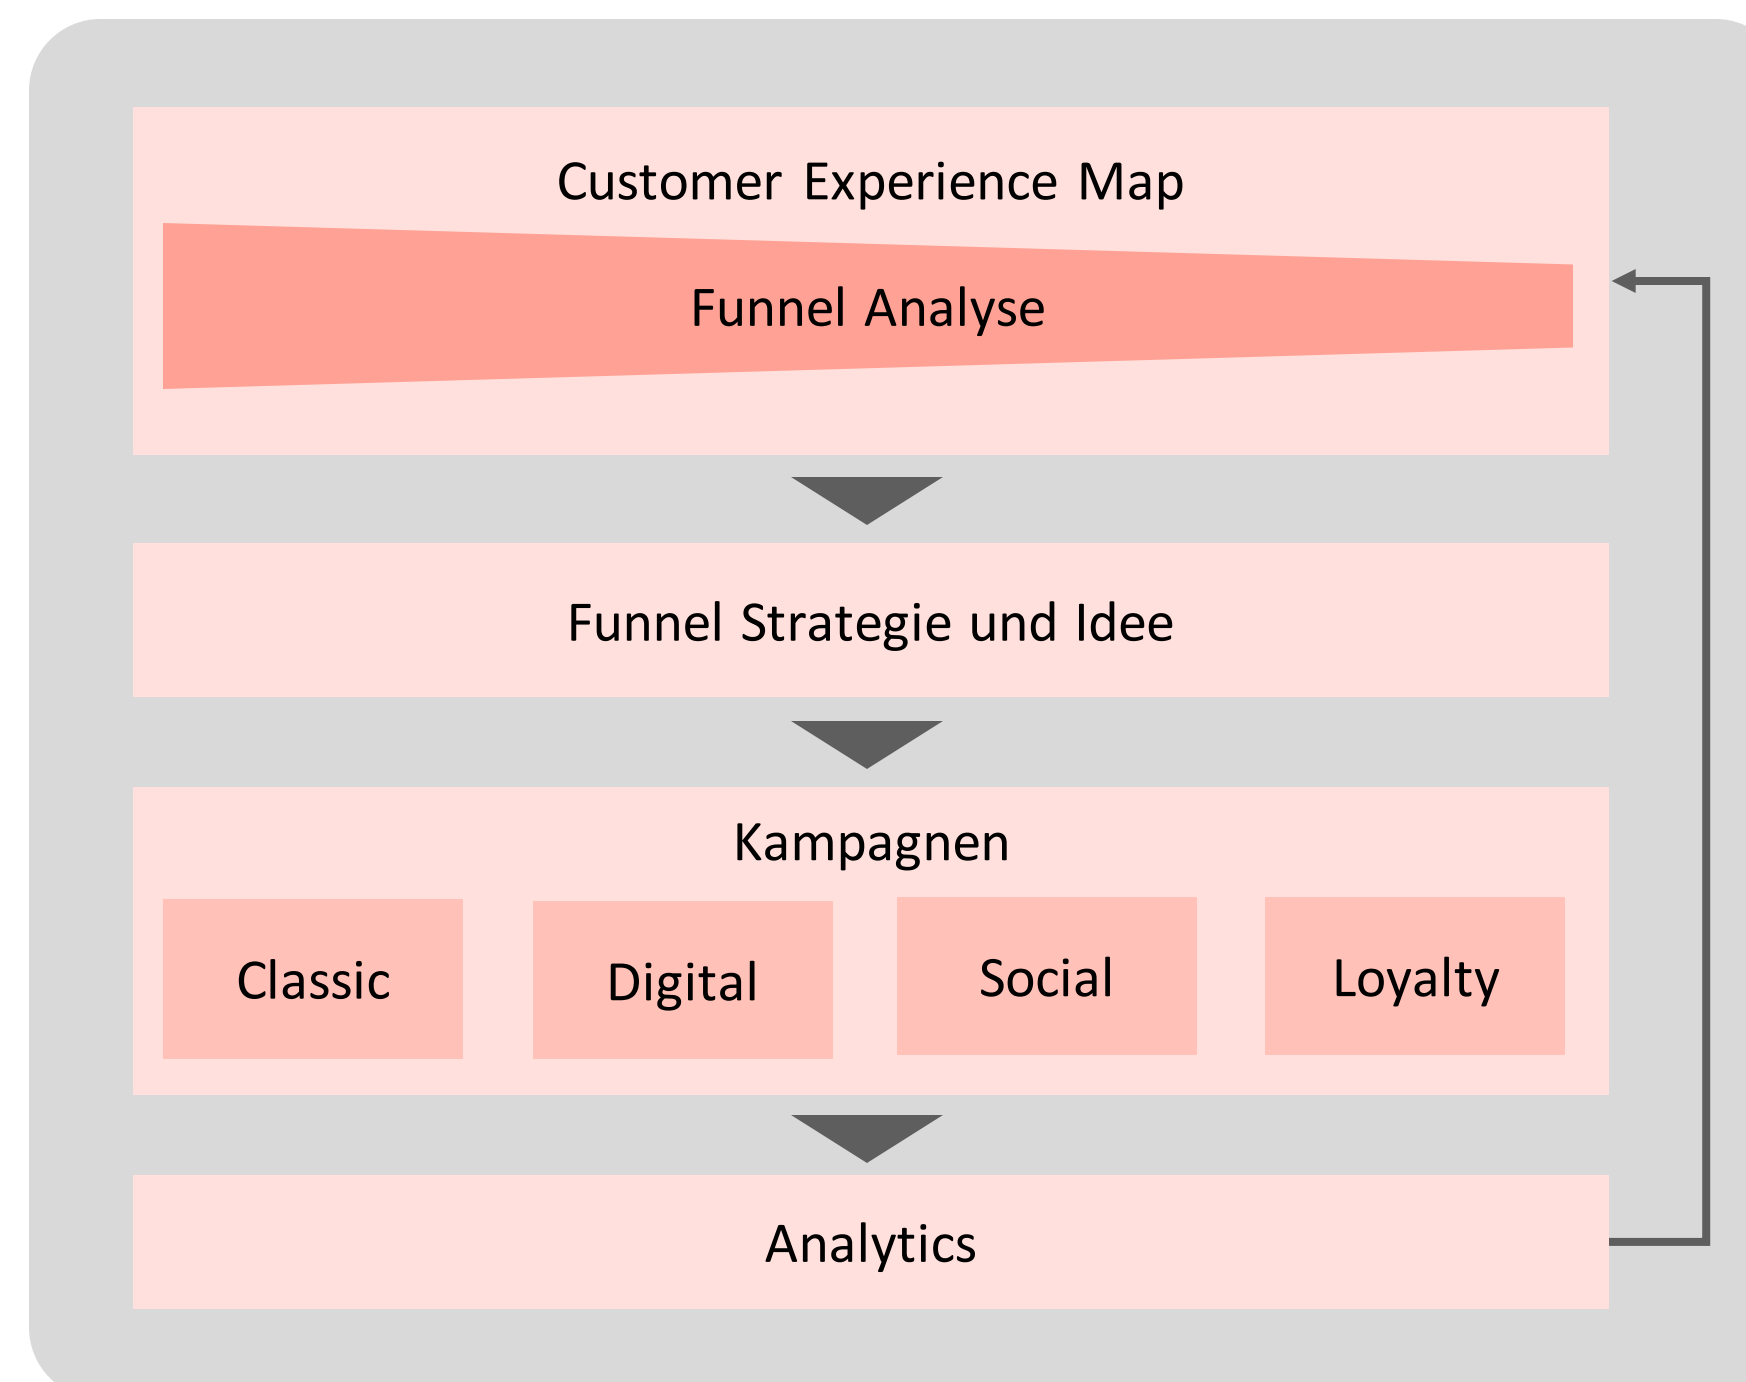 Customer Experience Map
Funnel Analyse
Funnel Strategie und Idee
Kampagnen
Classic
Digital
Social
Loyalty
Analytics